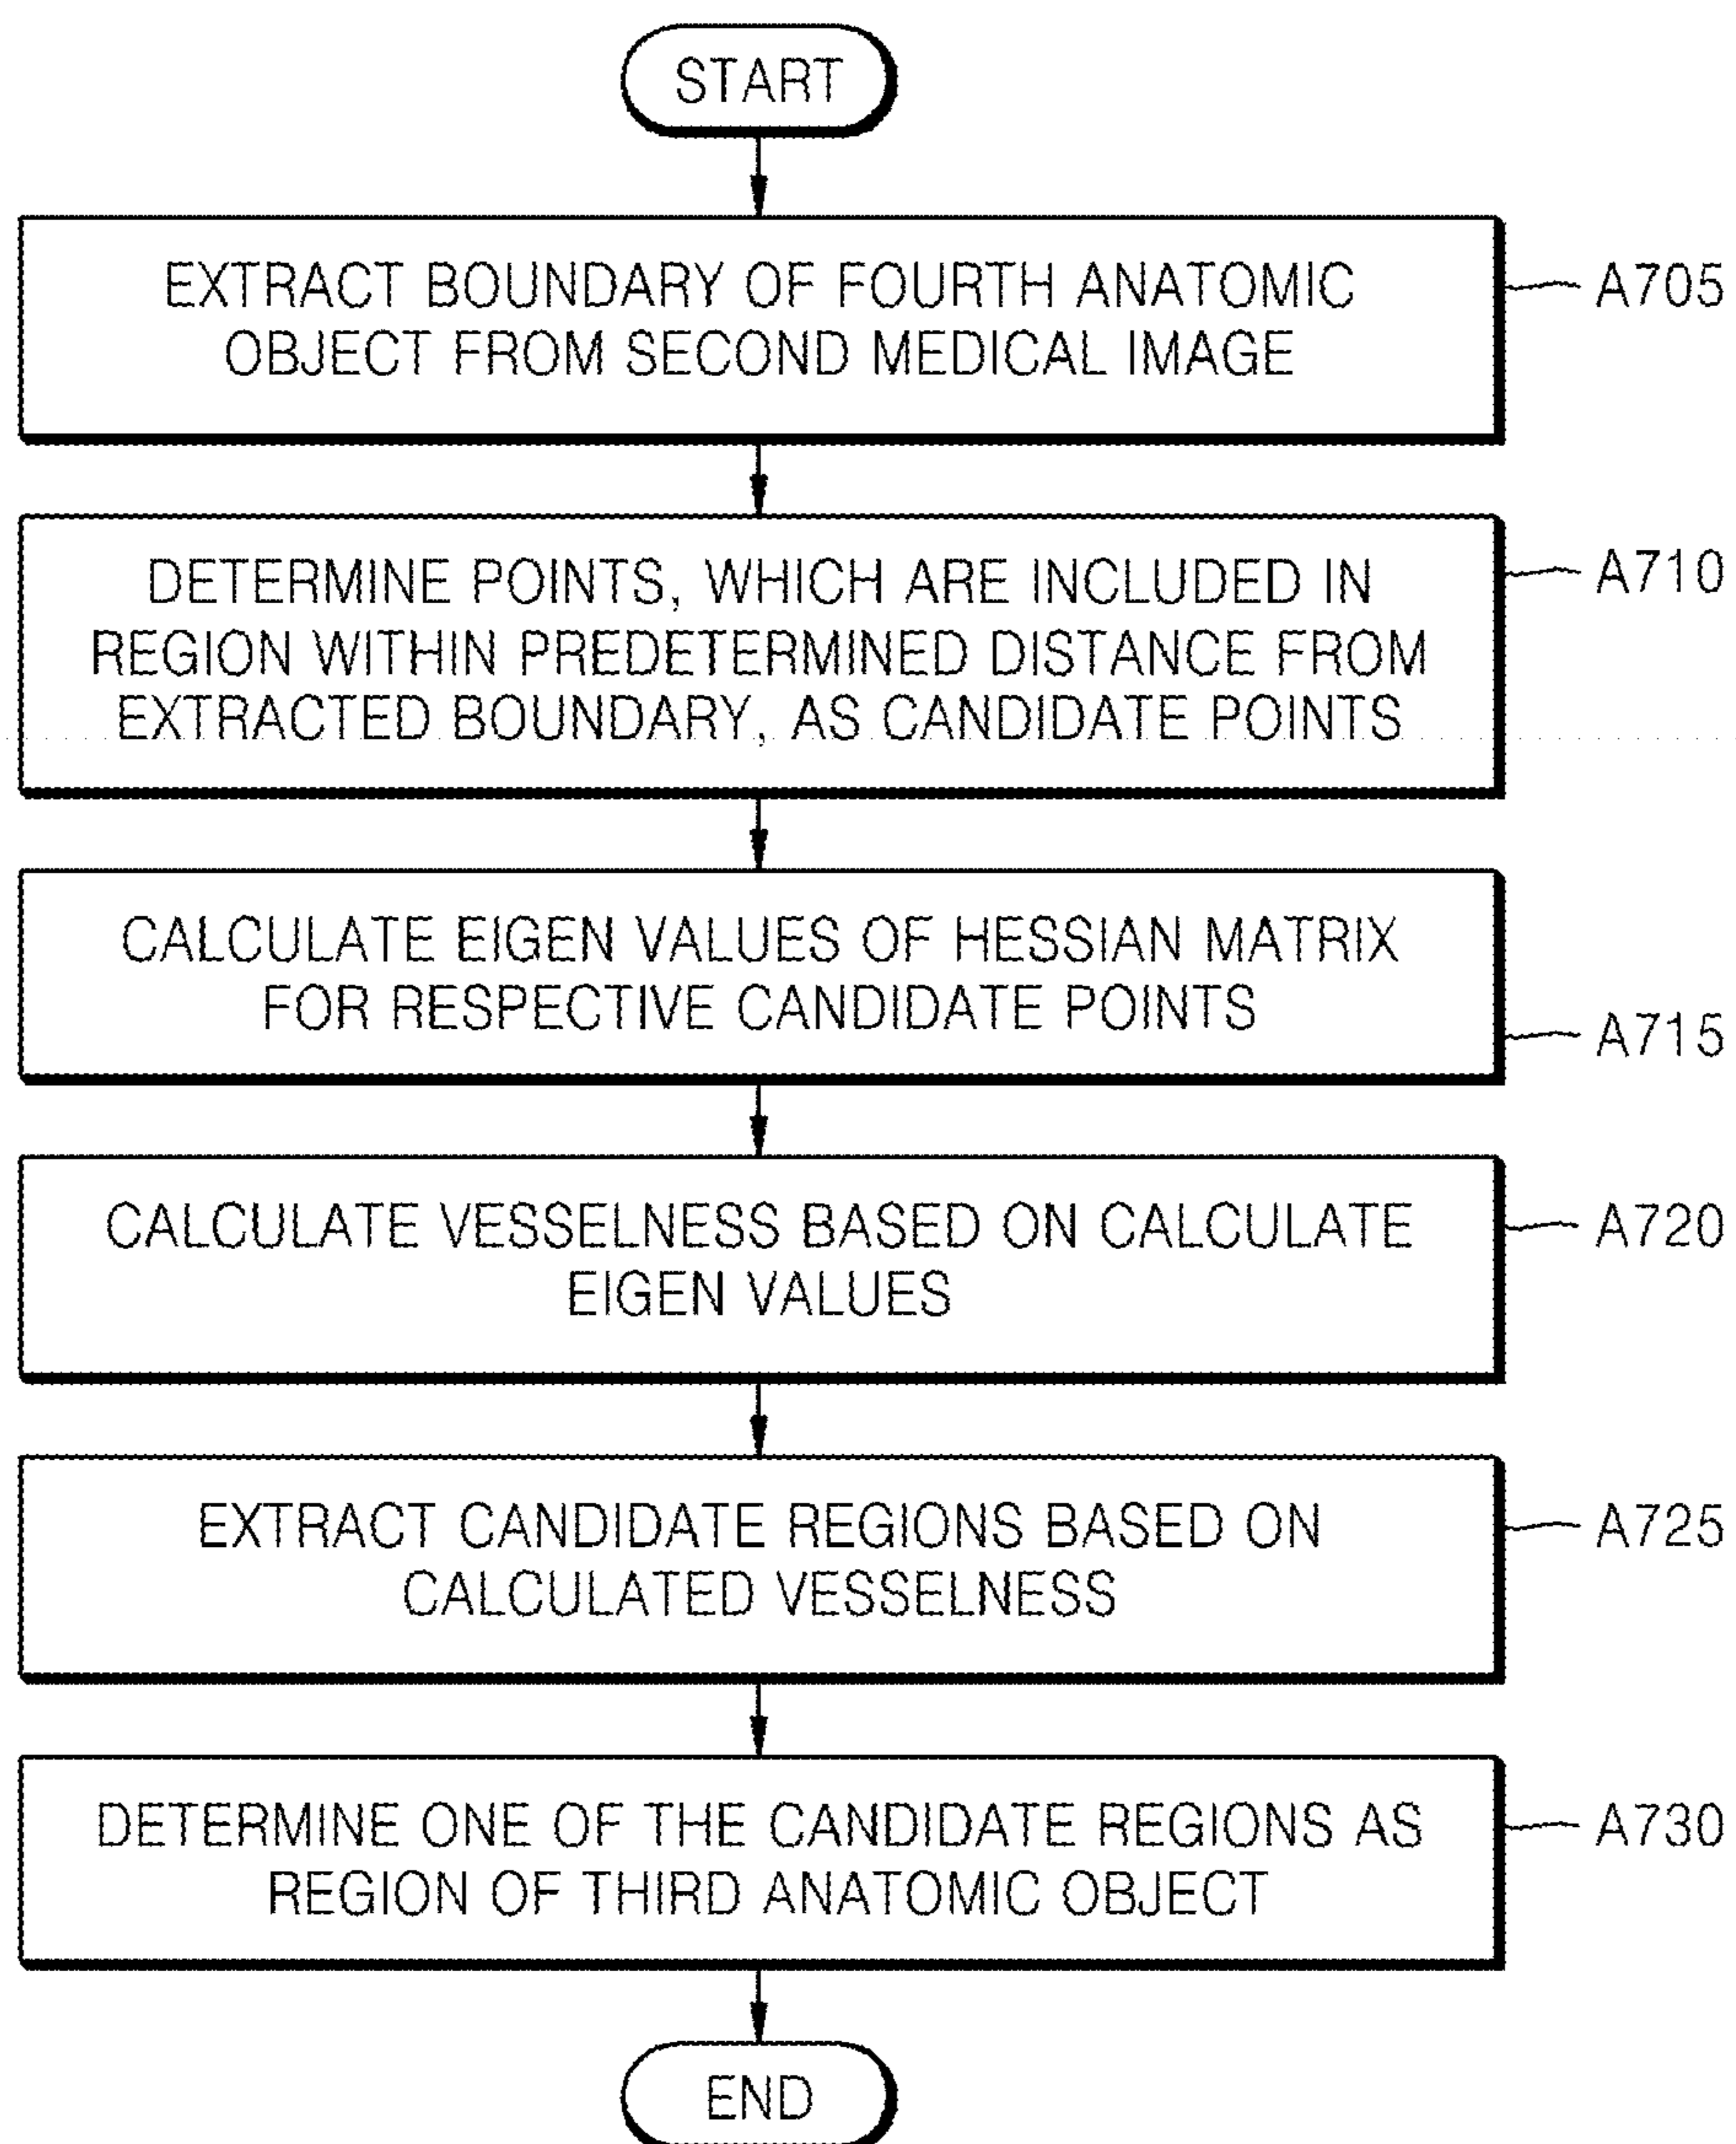 START
EXTRACT BOUNDARY OF FOURTH ANATOMIC
OBJECT FROM SECOND MEDICAL IMAGE
A705
DETERMINE POINTS, WHICH ARE INCLUDED IN
REGION WITHIN PREDETERMINED DISTANCE FROM
EXTRACTED BOUNDARY, AS CANDIDATE POINTS
A710
CALCULATE EIGEN VALUES OF HESSIAN MATRIX
FOR RESPECTIVE CANDIDATE POINTS
A715
CALCULATE VESSELNESS BASED ON CALCULATE
EIGEN VALUES
A720
EXTRACT CANDIDATE REGIONS BASED ON
CALCULATED VESSELNESS
A725
DETERMINE ONE OF THE CANDIDATE REGIONS AS
REGION OF THIRD ANATOMIC OBJECT
A730
END